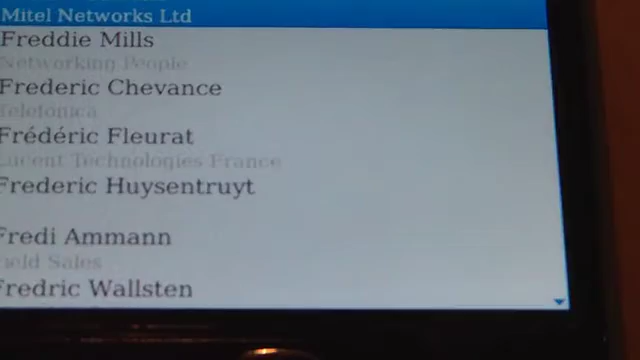 Mitel Networks Ltd
Freddie Mills
Networking People
Frederic Chevance
Telefonica
Frédéric Fleurat
Lucent Technologies France
Frederic Huysentruyt
Fredi Ammann
Field Sales
Fredric Wallsten